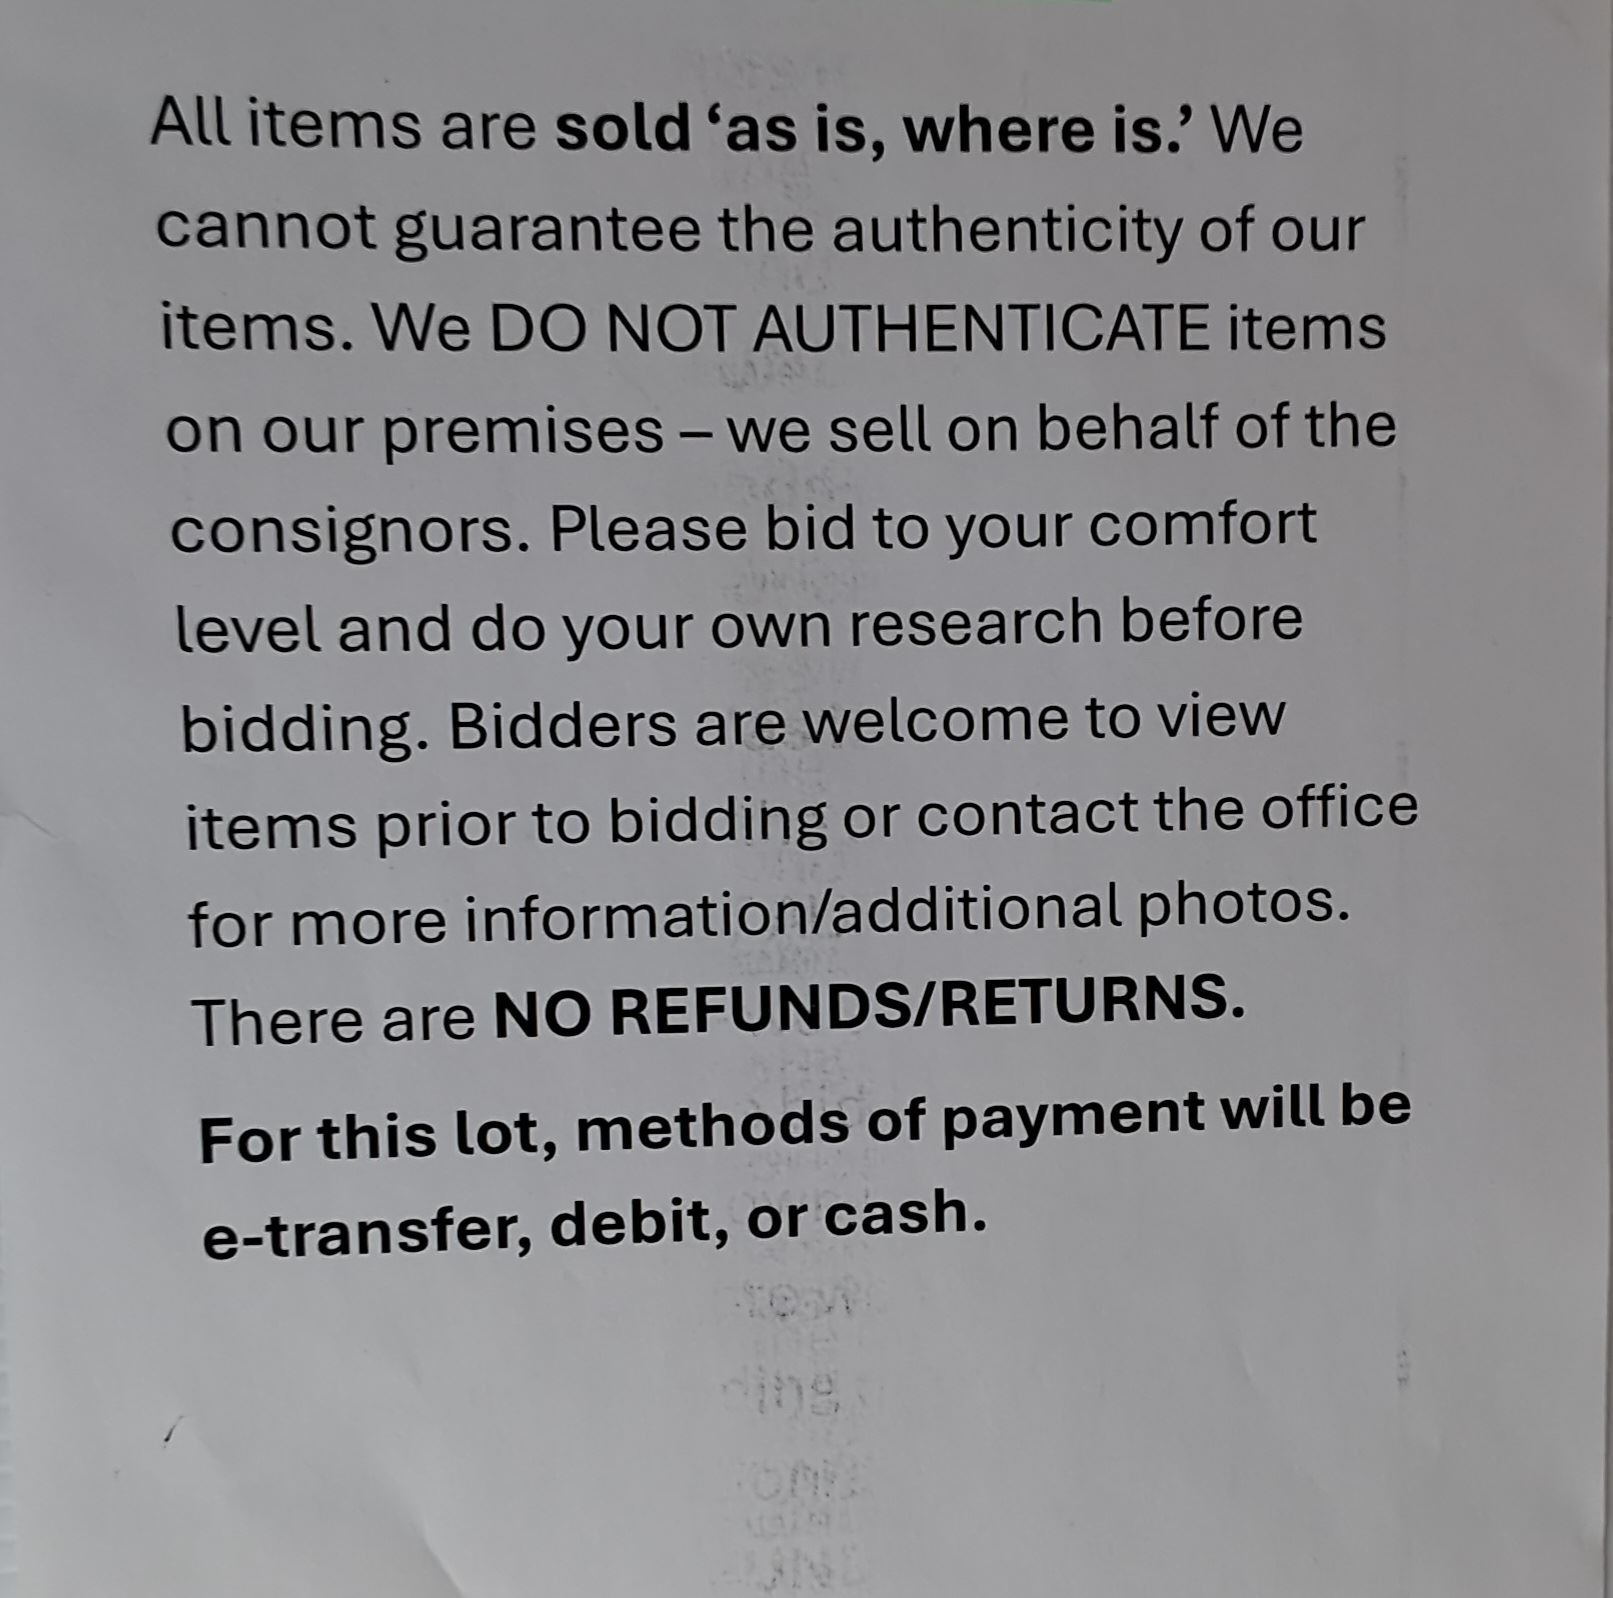 All items are sold ‘as is, where is.’ We
cannot guarantee the authenticity of our
items. We DO NOT AUTHENTICATE items
on our premises – we sell on behalf of the
consignors. Please bid to your comfort
level and do your own research before
bidding. Bidders are welcome to view
items prior to bidding or contact the office
for more information/additional photos.
There are NO REFUNDS/RETURNS.
For this lot, methods of payment will be
e-transfer, debit, or cash.